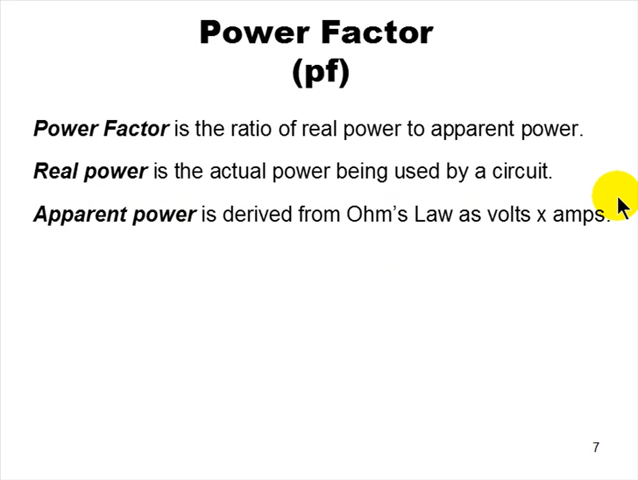 Power Factor
(pf)
Power Factor is the ratio of real power to apparent power.
Real power is the actual power being used by a circuit.
Apparent power is derived from Ohm's Law as volts x amps.
7